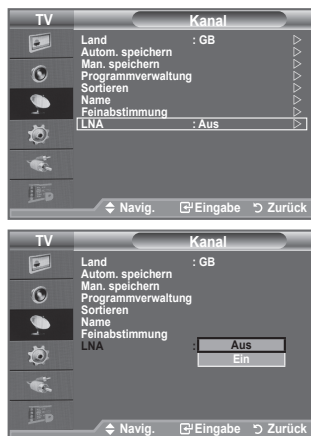 TV Kanal
Land : GB
Autom. speichern
Man. speichern
Programmverwaltung
Sortieren
Name
Feinabstimmung
LNA : Aus
Navig. Eingabe Zurück
TV Kanal
Land : GB
Autom. speichern
Man. speichern
Programmverwaltung
Sortieren
Name
Feinabstimmung
LNA : Aus
Ein
Navig. Eingabe Zurück